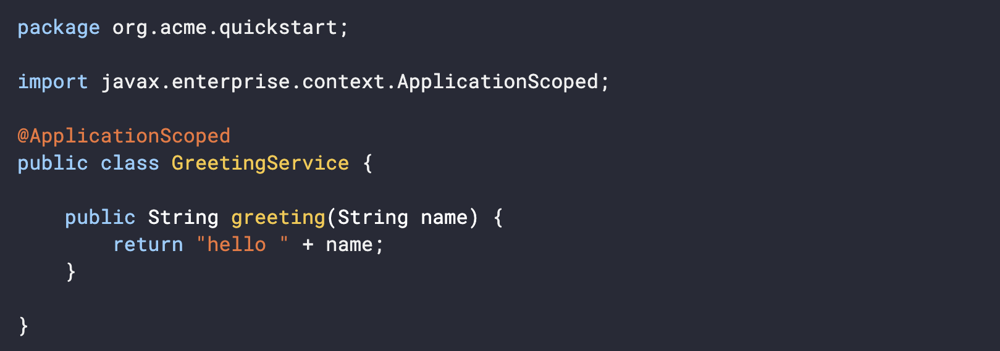 package org.acme.quickstart;

import javax.enterprise.context.ApplicationScoped;

@ApplicationScoped
public class GreetingService {

    public String greeting(String name) {
        return "hello " + name;
    }

}